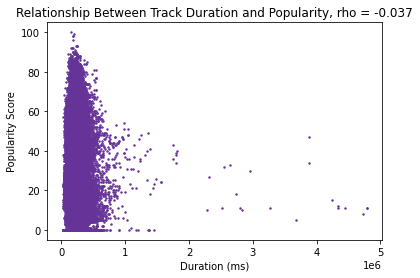 Relationship Between Track Duration and Popularity, rho = -0.037
100
80
60
40
20
0
Popularity Score
0 1 2 3 4 5
1e6
Duration (ms)